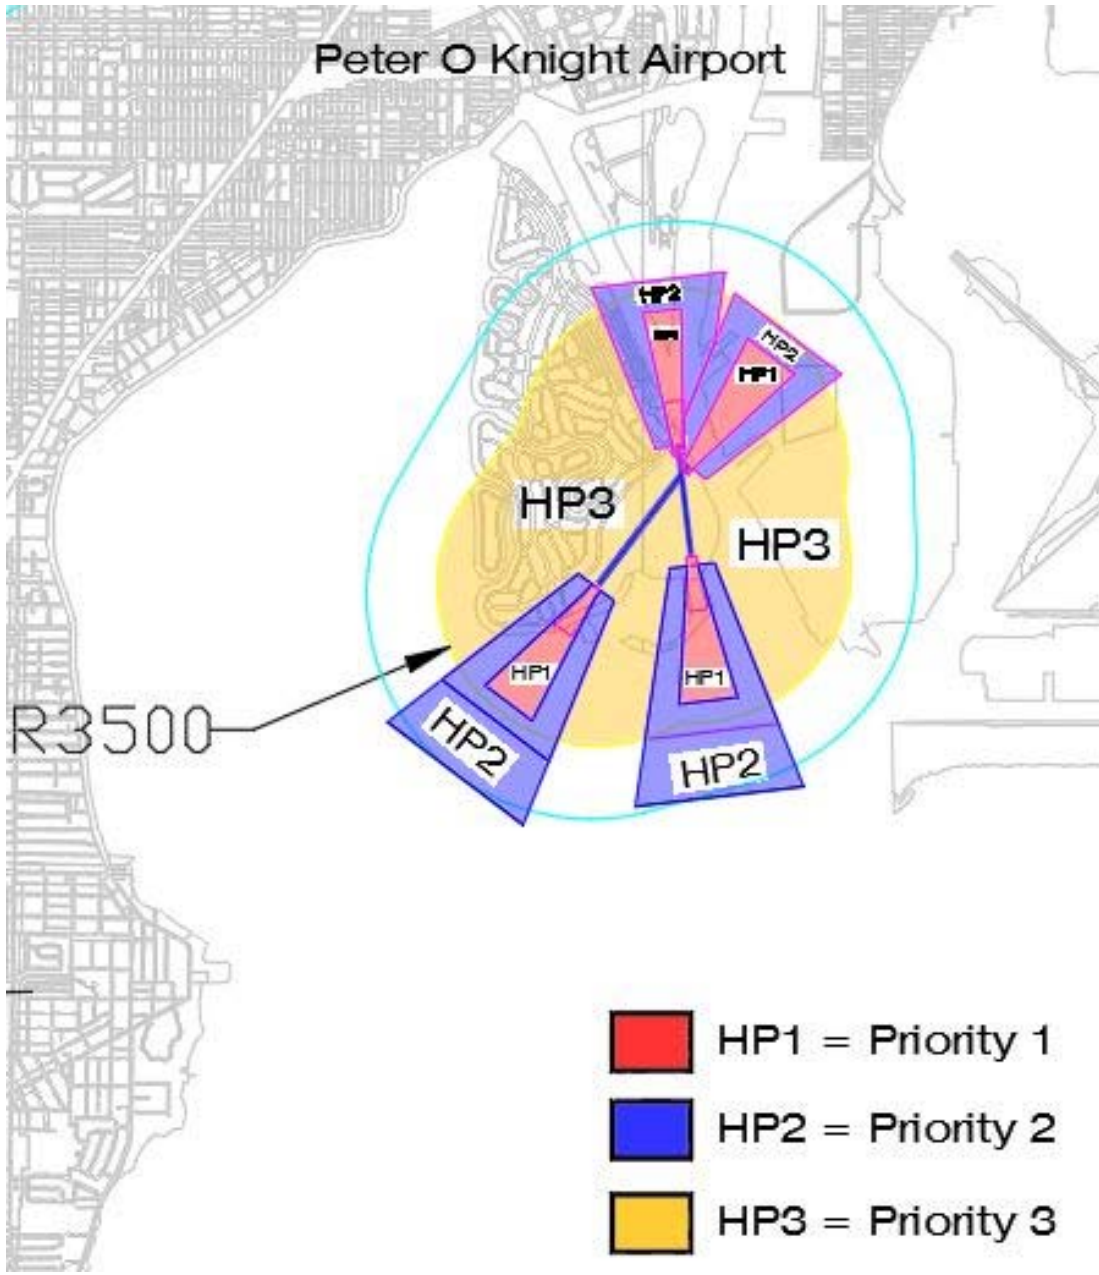 Peter O Knight Airport
HP2
HP2
HP1
HP3
HP3
HP1
HP1
R3500
HP2
HP2
HP1 = Priority 1
HP2 = Priority 2
HP3 = Priority 3